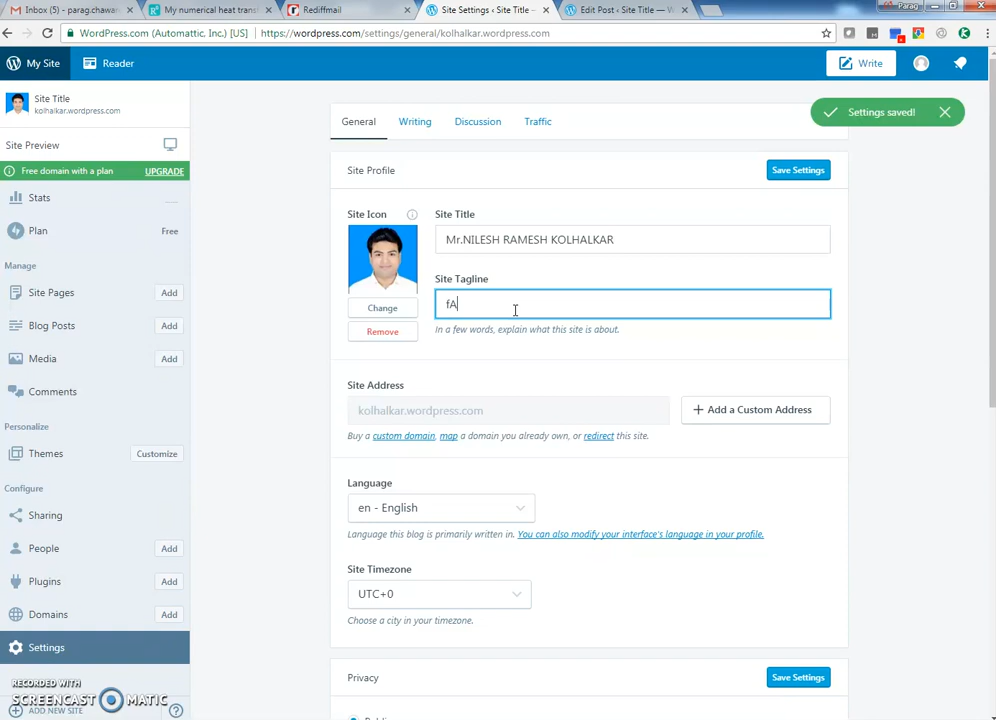 Inbox (5) - parag.chawar
My numerical heat trans
Rediffmail
Site Settings ‹ Site Title —
Edit Post ‹ Site Title — W
Parag
WordPress.com (Automattic, Inc.) [US]
https://wordpress.com/settings/general/kolhalkar.wordpress.com
My Site
Reader
Write
Site Title
kolhalkar.wordpress.com
General
Writing
Discussion
Traffic
Settings saved!
Site Preview
Free domain with a plan
UPGRADE
Site Profile
Save Settings
Stats
Plan
Free
Site Icon
Site Title
Mr.NILESH RAMESH KOLHALKAR
Manage
Site Tagline
Site Pages
Add
fA
Change
Blog Posts
Add
Remove
In a few words, explain what this site is about.
Media
Add
Comments
Site Address
kolhalkar.wordpress.com
+ Add a Custom Address
Personalize
Buy a custom domain, map a domain you already own, or redirect this site.
Themes
Customize
Configure
Language
en - English
Sharing
Language this blog is primarily written in. You can also modify your interface's language in your profile.
People
Add
Site Timezone
Plugins
Add
UTC+0
Domains
Add
Choose a city in your timezone.
Settings
Privacy
Save Settings
RECORDED WITH
SCREENCAST MATIC
ADD NEW SITE